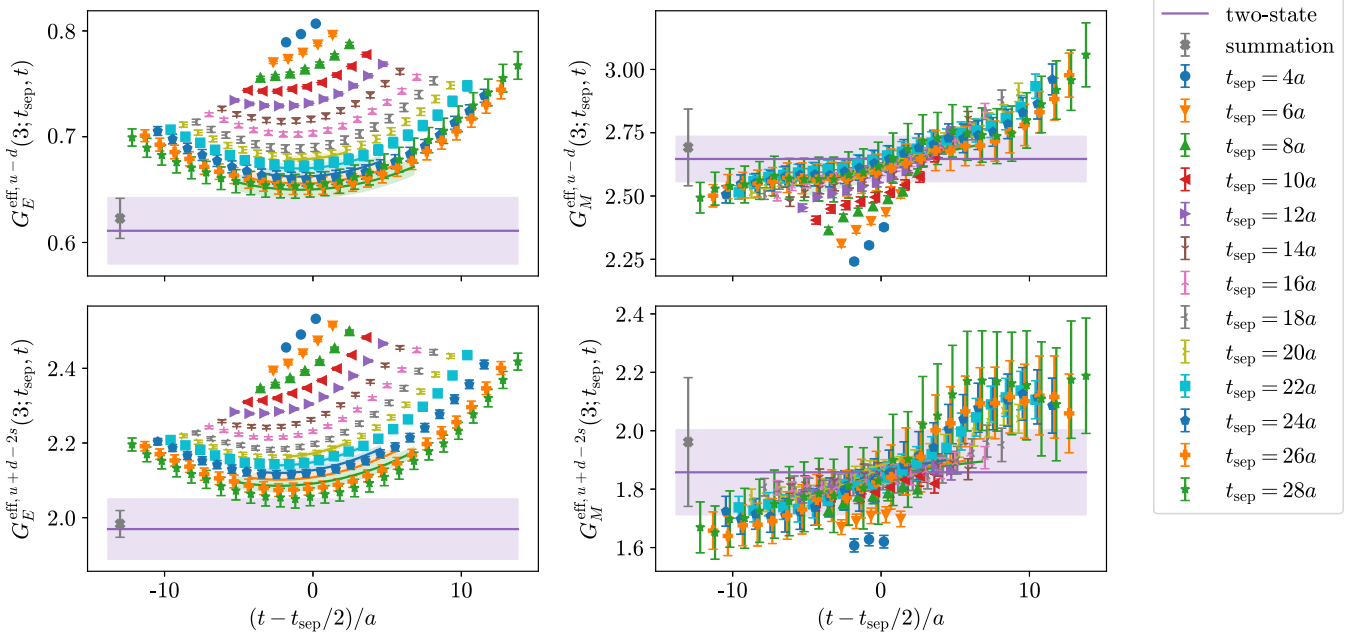 0.8
0.7
0.6
G_E^{eff, u−d}(3; t_sep, t)
3.00
2.75
2.50
2.25
G_M^{eff, u−d}(3; t_sep, t)
2.4
2.2
2.0
G_E^{eff, u+d−2s}(3; t_sep, t)
-10
0
10
(t − t_sep/2)/a
2.4
2.2
2.0
1.8
1.6
G_M^{eff, u+d−2s}(3; t_sep, t)
-10
0
10
(t − t_sep/2)/a
two-state
summation
t_sep = 4a
t_sep = 6a
t_sep = 8a
t_sep = 10a
t_sep = 12a
t_sep = 14a
t_sep = 16a
t_sep = 18a
t_sep = 20a
t_sep = 22a
t_sep = 24a
t_sep = 26a
t_sep = 28a